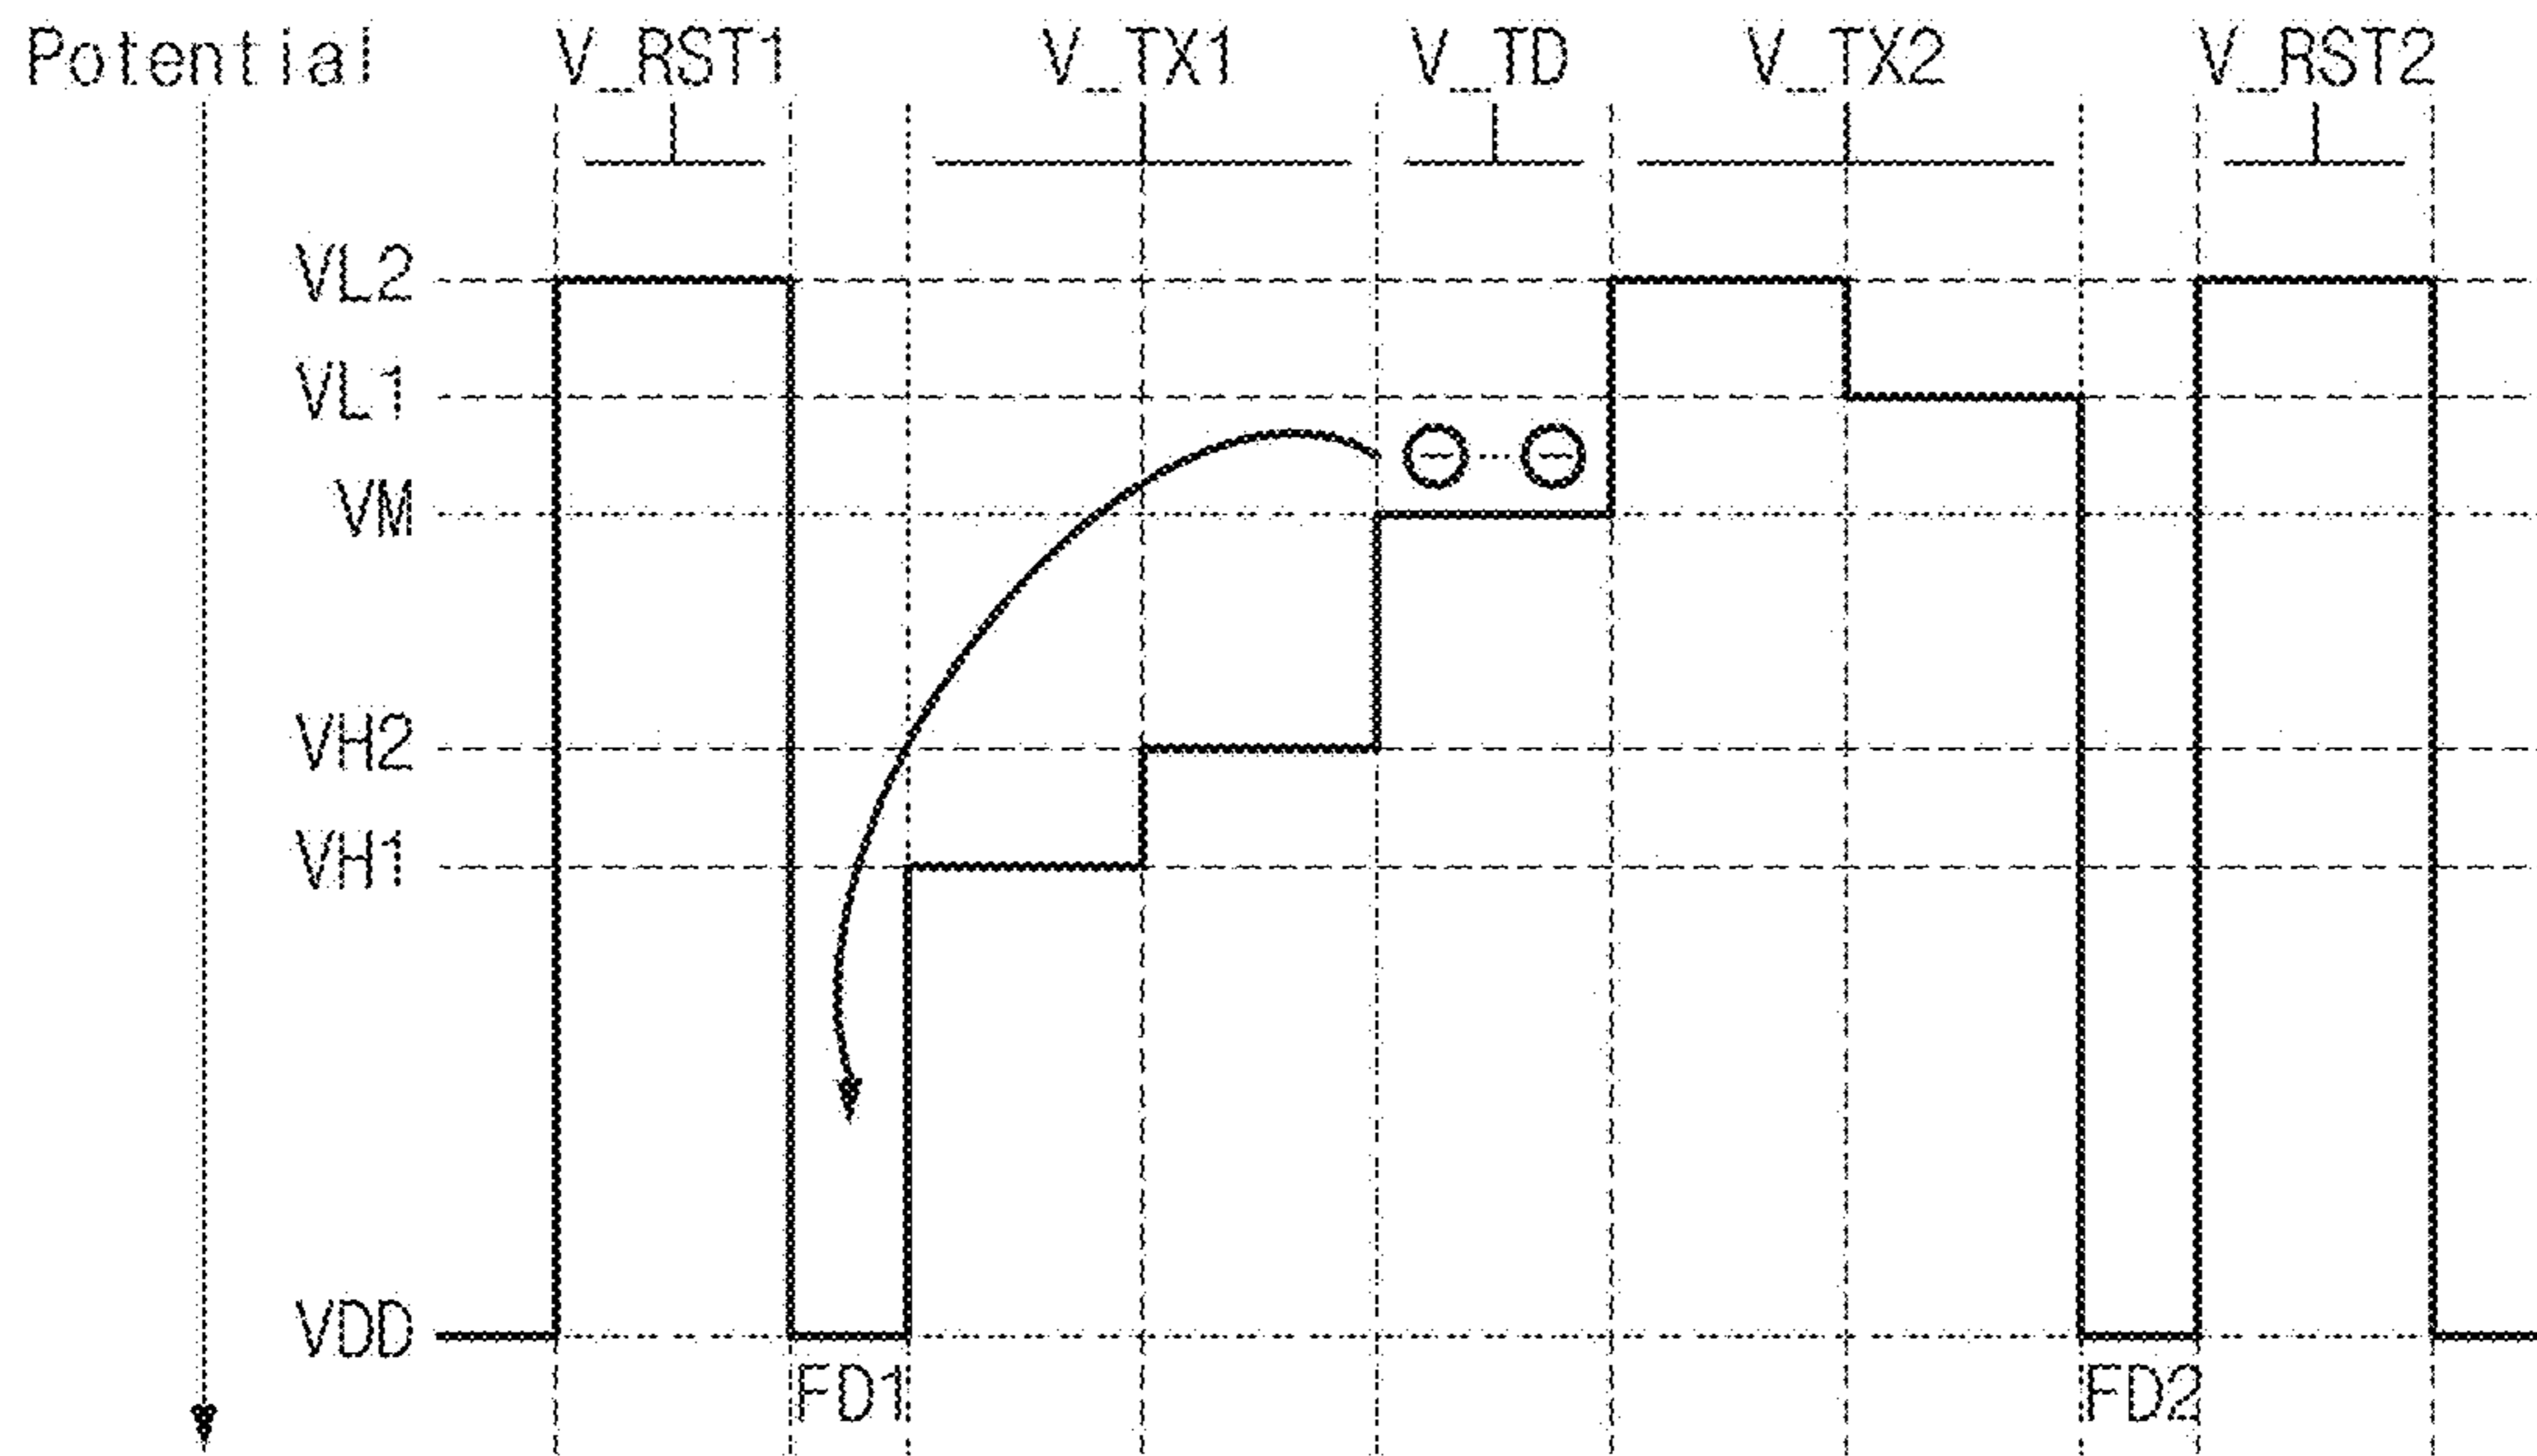 Potential V_RST1 V_TX1 V_TD V_TX2 V_RST2
VL2
VL1
VM
VH2
VH1
VDD
FD1 FD2